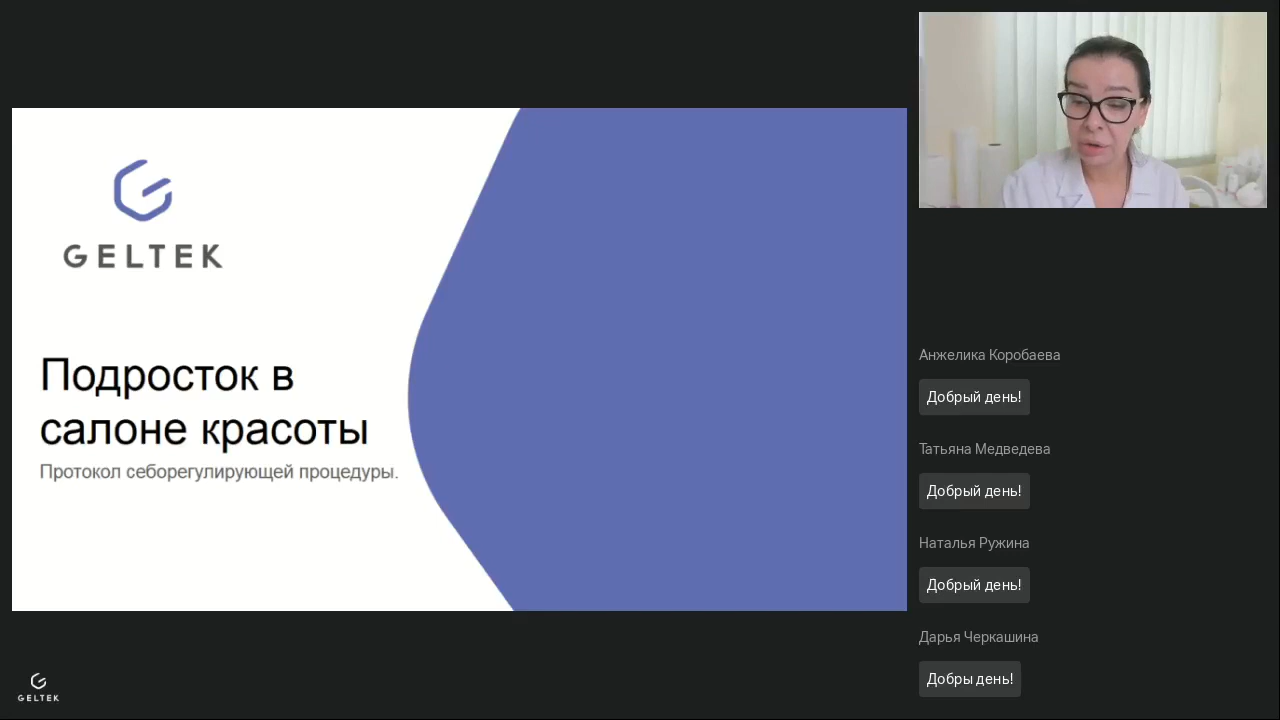 GELTEK
Подросток в
салоне красоты
Протокол себорегулирующей процедуры.
GELTEK
Анжелика Коробаева
Добрый день!
Татьяна Медведева
Добрый день!
Наталья Ружина
Добрый день!
Дарья Черкашина
Добры день!